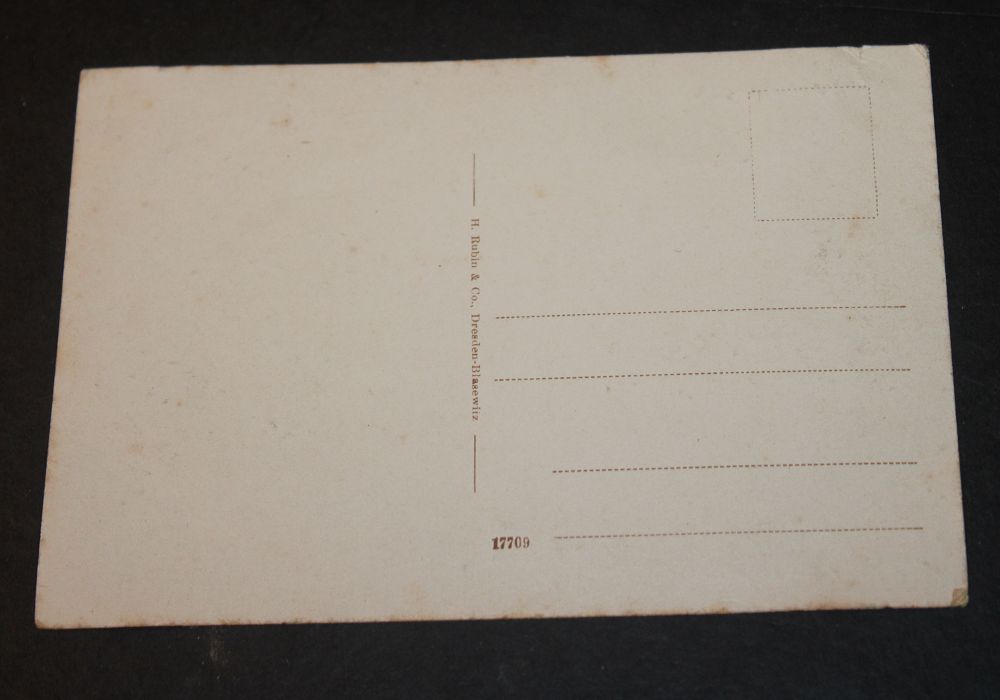 H. Rubin & Co., Dresden-Blasewitz
17709